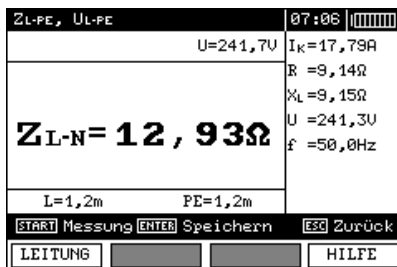 ZL-PE, UL-PE 07:06
U=241,7V
IK=17,79A
R =9,14Ω
XL=9,15Ω
U =241,3V
f =50,0Hz
ZL-N=12,93Ω
L=1,2m PE=1,2m
START Messung ENTER Speichern ESC Zurück
LEITUNG HILFE